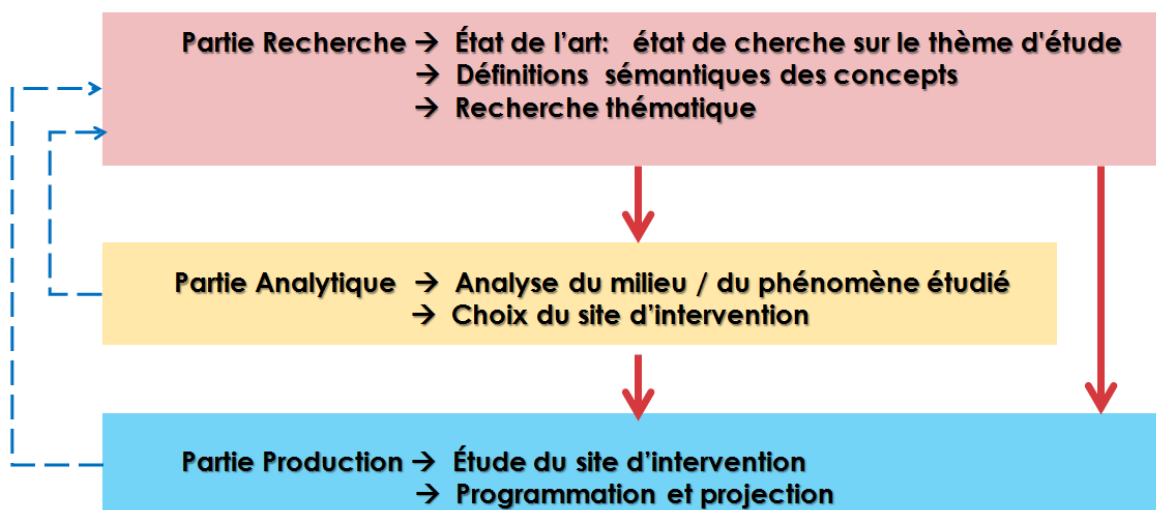 Partie Recherche → État de l'art: état de cherche sur le thème d'étude
→ Définitions sémantiques des concepts
→ Recherche thématique
Partie Analytique → Analyse du milieu / du phénomène étudié
→ Choix du site d'intervention
Partie Production → Étude du site d'intervention
→ Programmation et projection